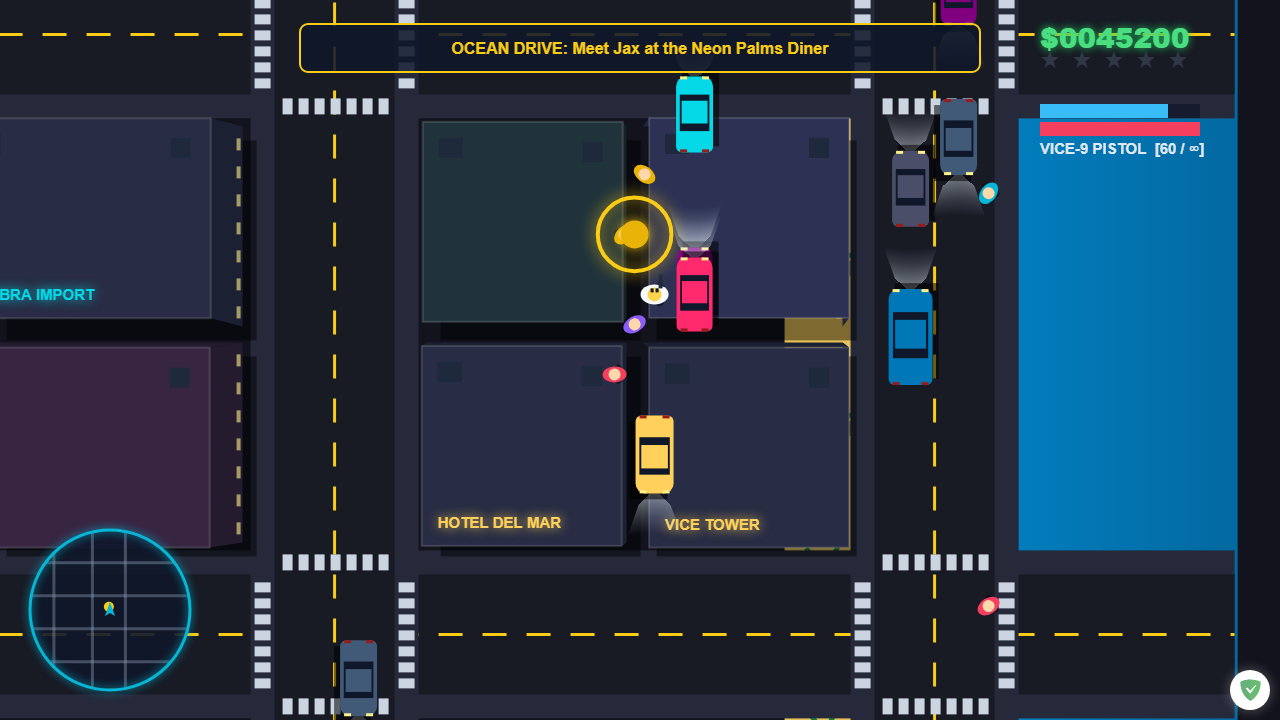 OCEAN DRIVE: Meet Jax at the Neon Palms Diner
$0045200
VICE-9 PISTOL [60 / ∞]
BRA IMPORT
HOTEL DEL MAR
VICE TOWER